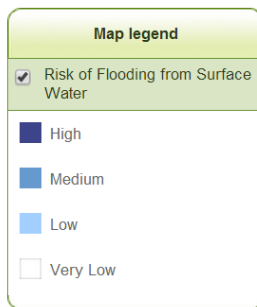 Map legend
Risk of Flooding from Surface
Water
High
Medium
Low
Very Low